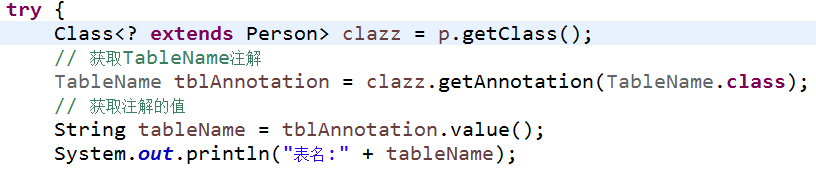 try {
Class<? extends Person> clazz = p.getClass();
// 获取TableName注解
TableName tblAnnotation = clazz.getAnnotation(TableName.class);
// 获取注解的值
String tableName = tblAnnotation.value();
System.out.println("表名:" + tableName);